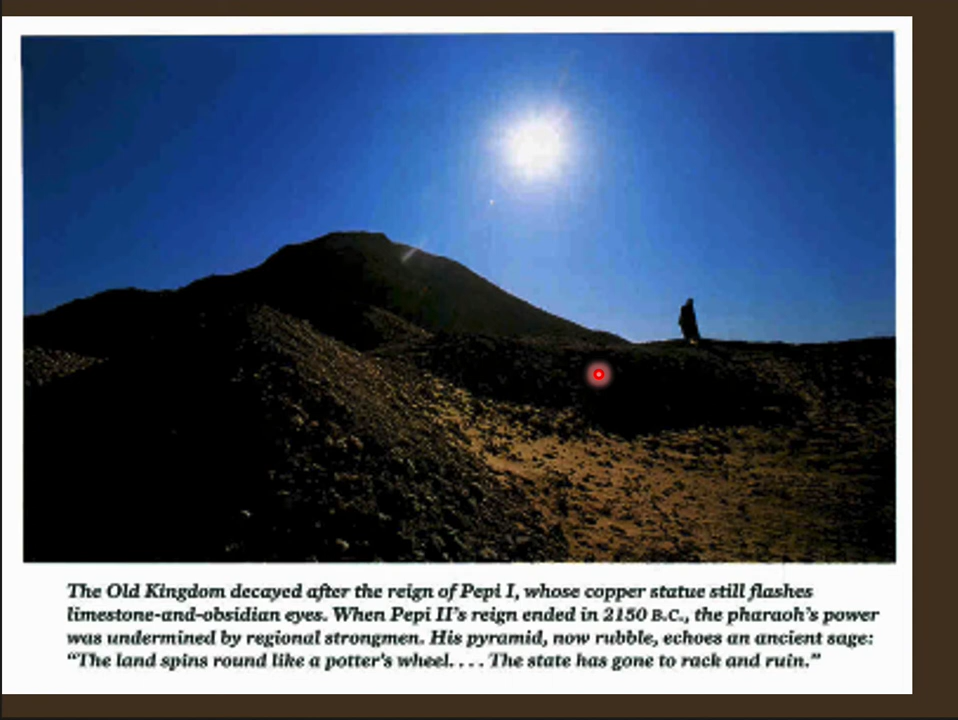 The Old Kingdom decayed after the reign of Pepi I, whose copper statue still flashes
limestone-and-obsidian eyes. When Pepi II's reign ended in 2150 B.C., the pharaoh's power
was undermined by regional strongmen. His pyramid, now rubble, echoes an ancient sage:
“The land spins round like a potter's wheel. . . . The state has gone to rack and ruin.”